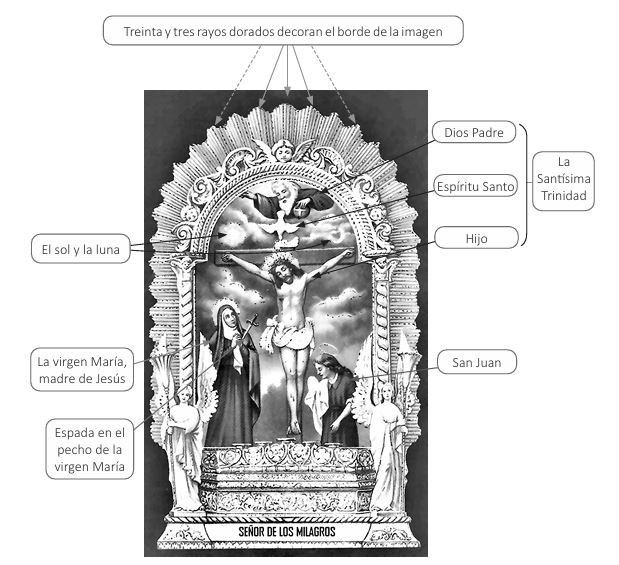 Treinta y tres rayos dorados decoran el borde de la imagen
Dios Padre
La
Santísima
Trinidad
Espíritu Santo
Hijo
El sol y la luna
La virgen María,
madre de Jesús
San Juan
Espada en el
pecho de la
virgen María
SEÑOR DE LOS MILAGROS